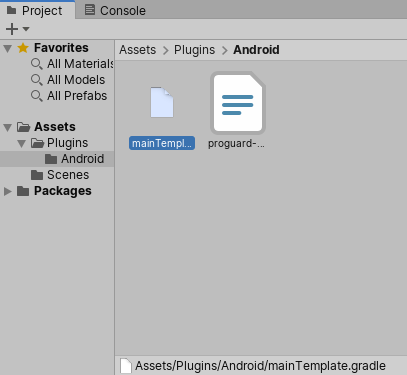 Project
Console
Favorites
All Materials
All Models
All Prefabs
Assets
Plugins
Android
Scenes
Packages
Assets > Plugins > Android
mainTempl...
proguard-...
Assets/Plugins/Android/mainTemplate.gradle